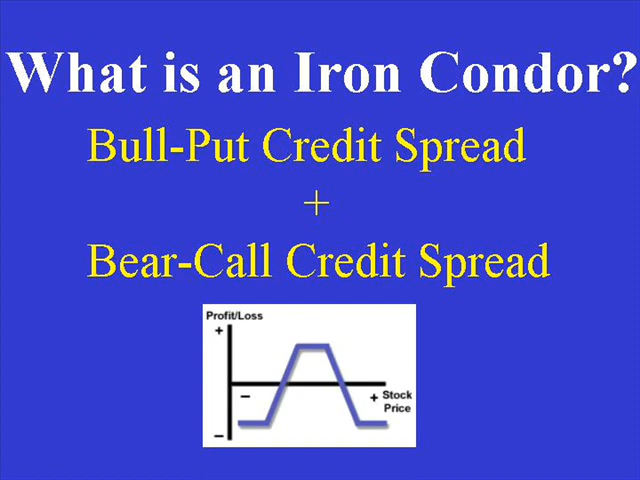 What is an Iron Condor?
Bull-Put Credit Spread
+
Bear-Call Credit Spread
Profit/Loss
+
− + Stock
Price
−